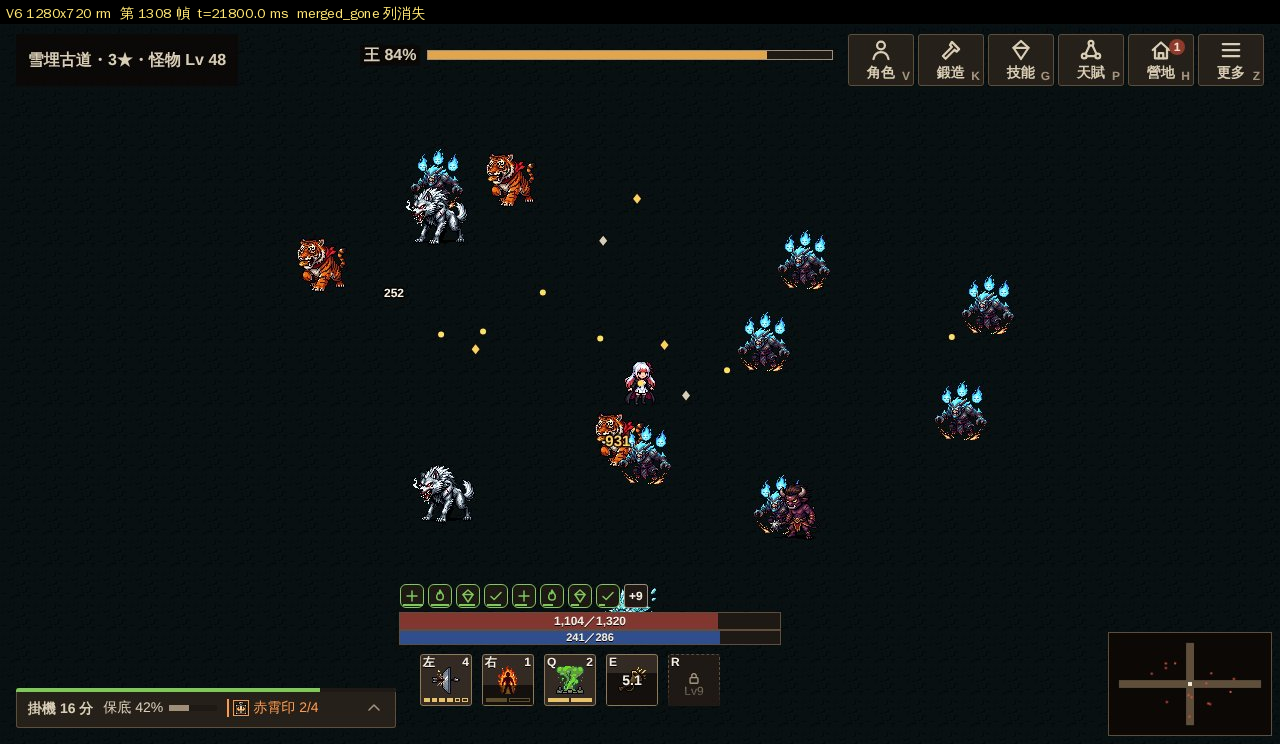 V6 1280x720 rm 第 1308 幀 t=21800.0 ms merged_gone 列消失
雪埋古道・3★・怪物 Lv 48
王 84%
角色 V
鍛造 K
技能 G
天賦 P
營地 H 1
更多 Z
252
931
+9
1,104／1,320
241／286
左 4
右 1
Q 2
E 5.1
R Lv9
掛機 16 分 保底 42% 赤霄印 2/4